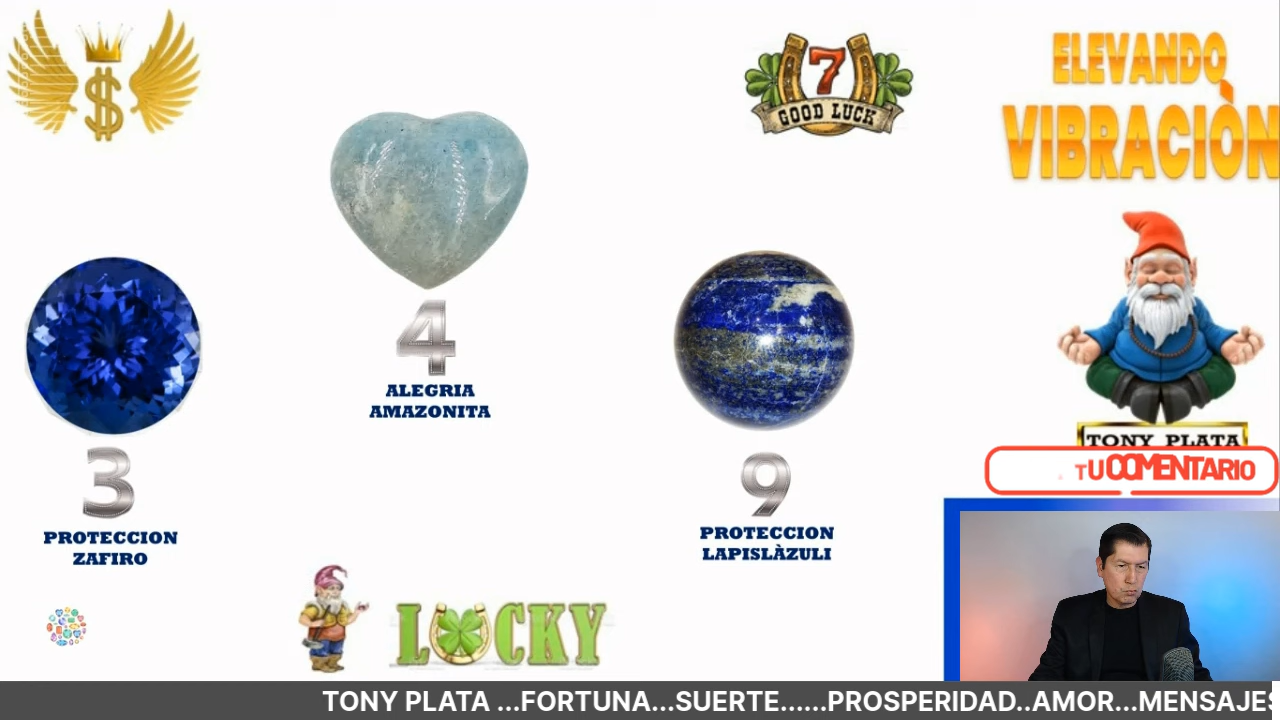 $
7
GOOD LUCK
ELEVANDO
VIBRACIÒN
4
ALEGRIA
AMAZONITA
3
PROTECCION
ZAFIRO
9
PROTECCION
LAPISLÀZULI
TONY PLATA
TU COMENTARIO
LUCKY
TONY PLATA ...FORTUNA...SUERTE......PROSPERIDAD..AMOR...MENSAJES